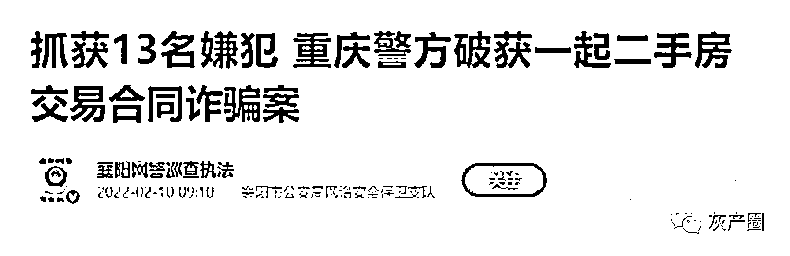 抓获13名嫌犯 重庆警方破获一起二手房
交易合同诈骗案
襄阳网警巡查执法
2022-02-10 09:10 襄阳市公安局网络安全保卫支队
关注
灰产圈